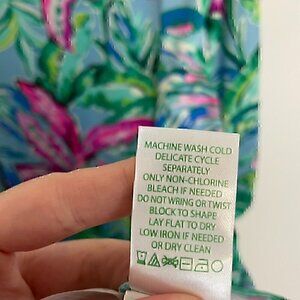 MACHINE WASH COLD
DELICATE CYCLE
SEPARATELY
ONLY NON-CHLORINE
BLEACH IF NEEDED
DO NOT WRING OR TWIST
BLOCK TO SHAPE
LAY FLAT TO DRY
LOW IRON IF NEEDED
OR DRY CLEAN